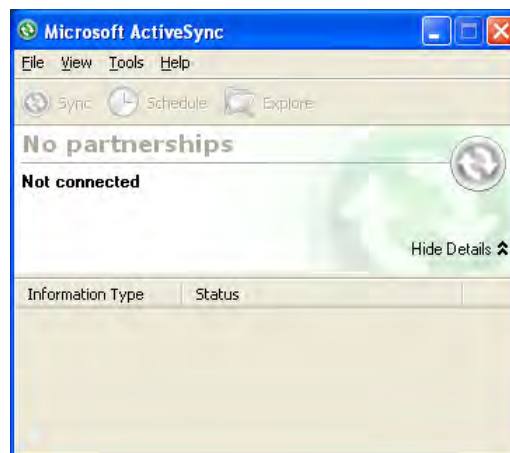 Microsoft ActiveSync
File View Tools Help
Sync Schedule Explore
No partnerships
Not connected
Hide Details
Information Type Status